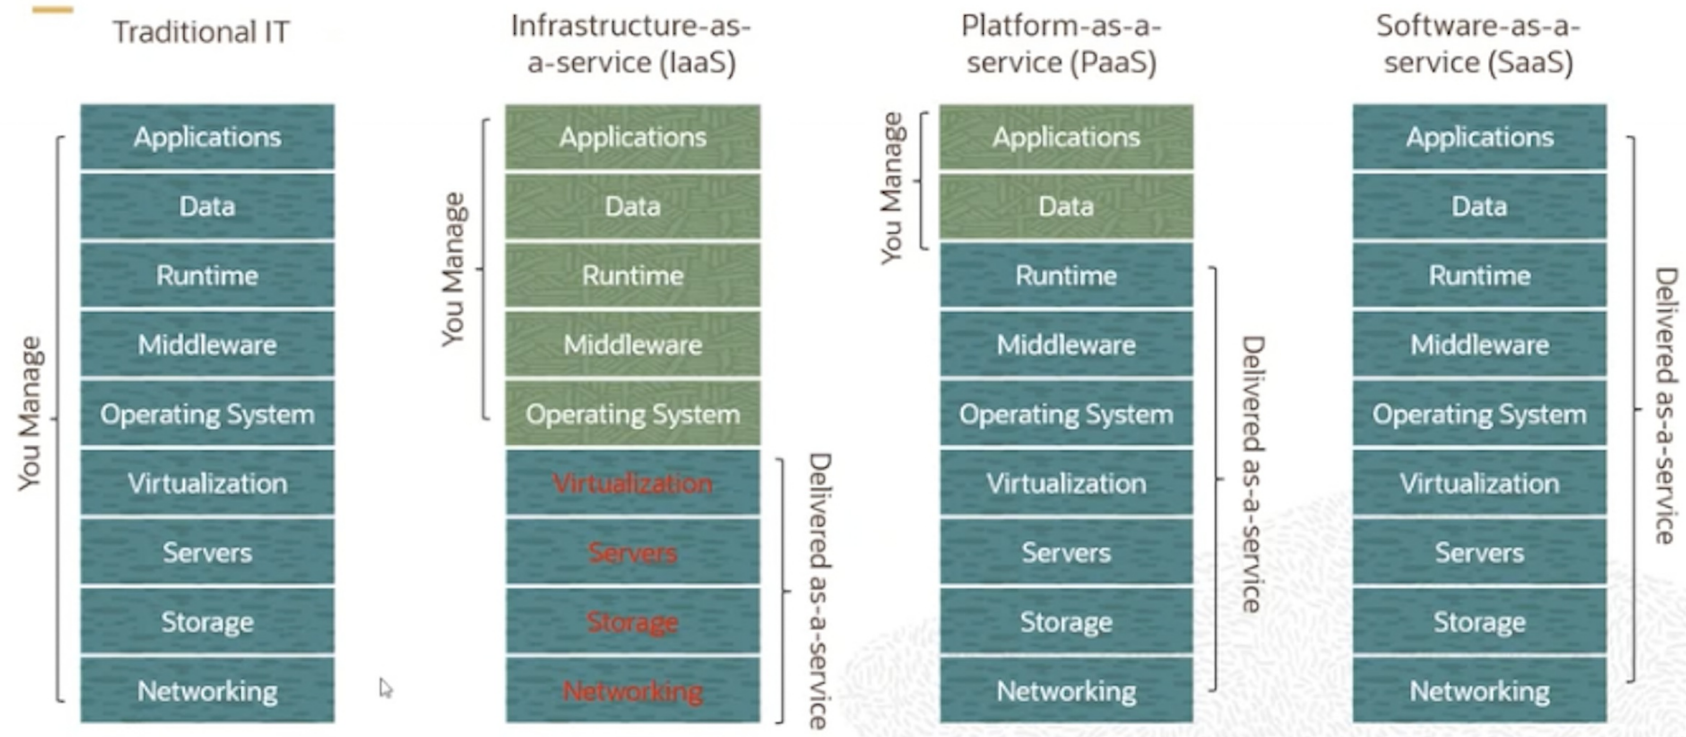 Traditional IT
You Manage
Applications
Data
Runtime
Middleware
Operating System
Virtualization
Servers
Storage
Networking
Infrastructure-as-
a-service (IaaS)
You Manage
Applications
Data
Runtime
Middleware
Operating System
Virtualization
Servers
Storage
Networking
Delivered as-a-service
Platform-as-a-
service (PaaS)
You Manage
Applications
Data
Runtime
Middleware
Operating System
Virtualization
Servers
Storage
Networking
Delivered as-a-service
Software-as-a-
service (SaaS)
Applications
Data
Runtime
Middleware
Operating System
Virtualization
Servers
Storage
Networking
Delivered as-a-service